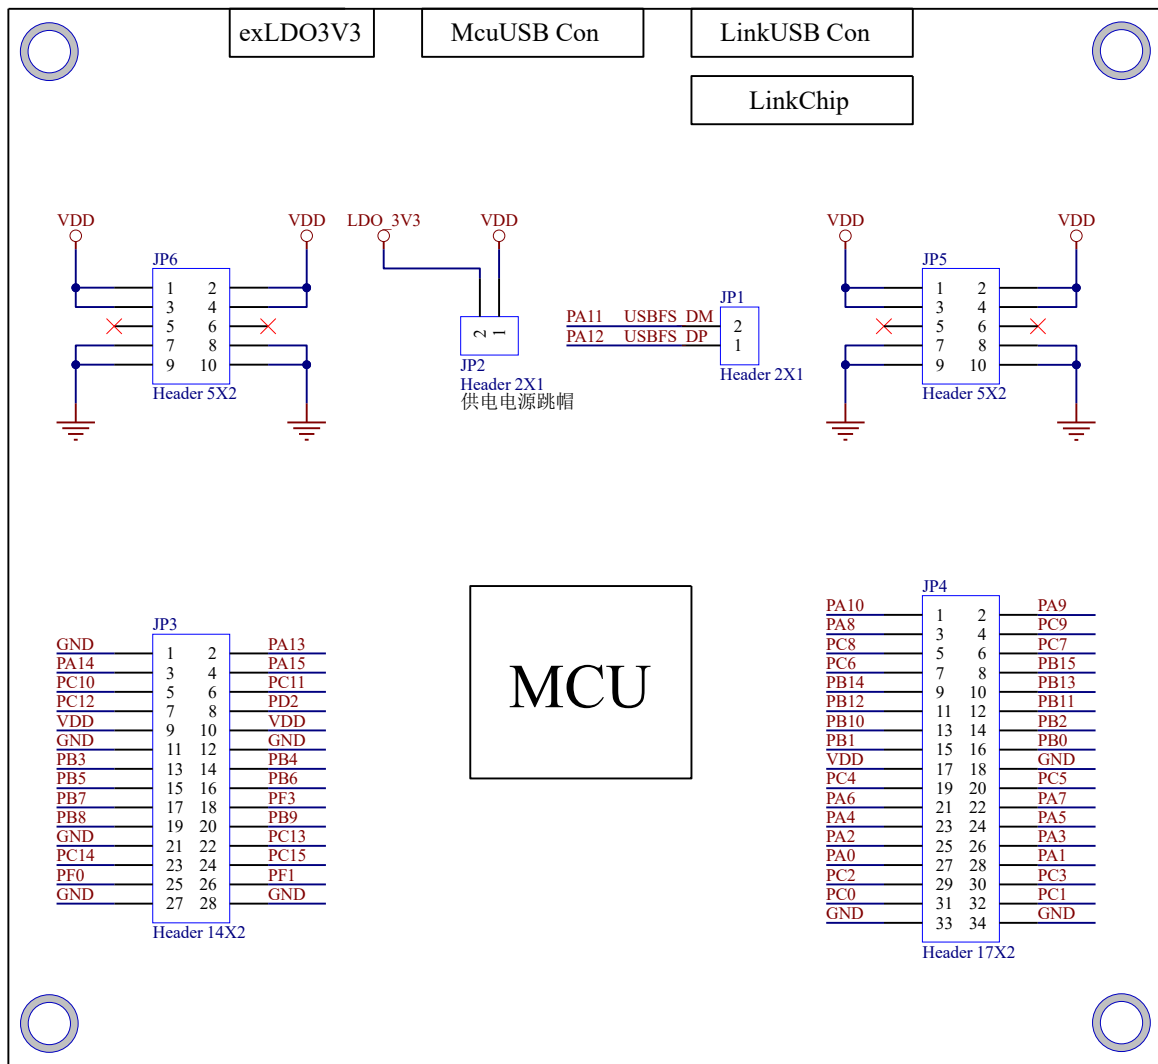 exLDO3V3
McuUSB Con
LinkUSB Con
LinkChip
VDD
VDD
LDO_3V3
VDD
VDD
VDD
JP6
1 2
3 4
5 6
7 8
9 10
Header 5X2
2 1
JP2
Header 2X1
供电电源跳帽
JP1
PA11 USBFS_DM 2
PA12 USBFS_DP 1
Header 2X1
JP5
1 2
3 4
5 6
7 8
9 10
Header 5X2
MCU
JP3
GND 1 2 PA13
PA14 3 4 PA15
PC10 5 6 PC11
PC12 7 8 PD2
VDD 9 10 VDD
GND 11 12 GND
PB3 13 14 PB4
PB5 15 16 PB6
PB7 17 18 PF3
PB8 19 20 PB9
GND 21 22 PC13
PC14 23 24 PC15
PF0 25 26 PF1
GND 27 28 GND
Header 14X2
JP4
PA10 1 2 PA9
PA8 3 4 PC9
PC8 5 6 PC7
PC6 7 8 PB15
PB14 9 10 PB13
PB12 11 12 PB11
PB10 13 14 PB2
PB1 15 16 PB0
VDD 17 18 GND
PC4 19 20 PC5
PA6 21 22 PA7
PA4 23 24 PA5
PA2 25 26 PA3
PA0 27 28 PA1
PC2 29 30 PC3
PC0 31 32 PC1
GND 33 34 GND
Header 17X2